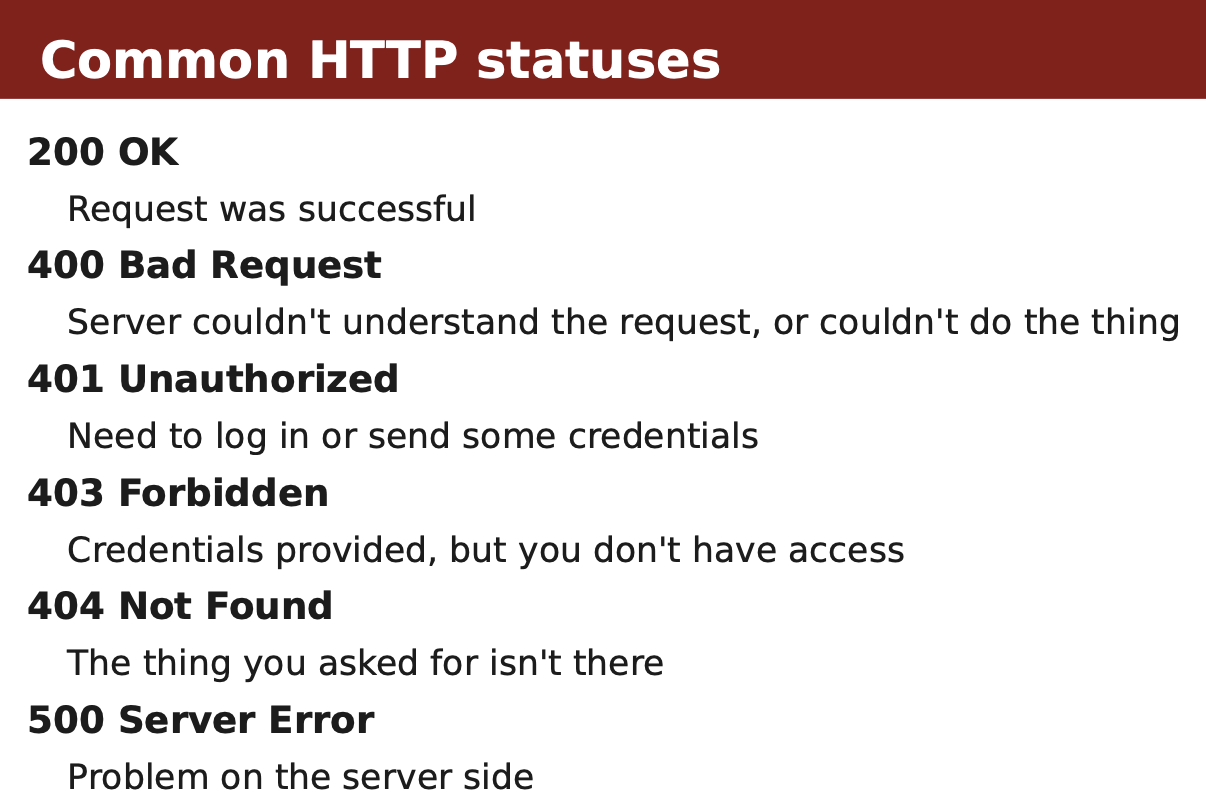 Common HTTP statuses
200 OK
Request was successful
400 Bad Request
Server couldn't understand the request, or couldn't do the thing
401 Unauthorized
Need to log in or send some credentials
403 Forbidden
Credentials provided, but you don't have access
404 Not Found
The thing you asked for isn't there
500 Server Error
Problem on the server side